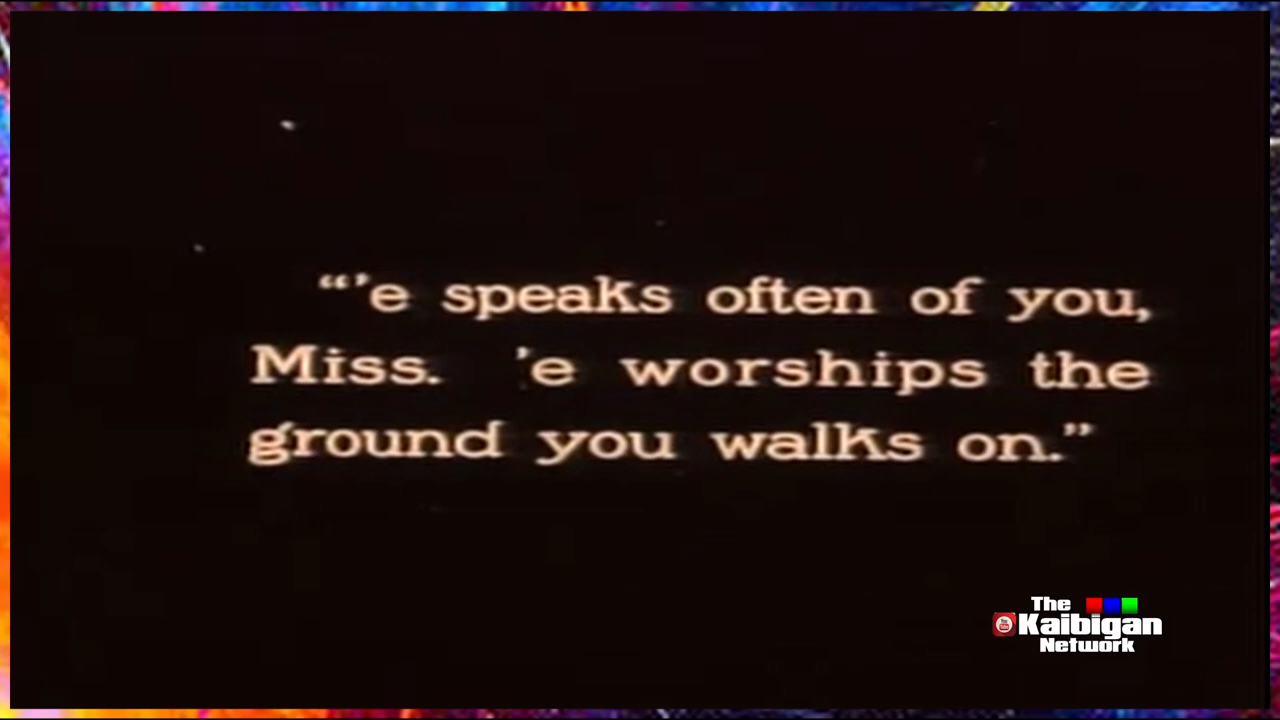 “’e speaks often of you,
Miss. ’e worships the
ground you walks on.”
The
Kaibigan
Network